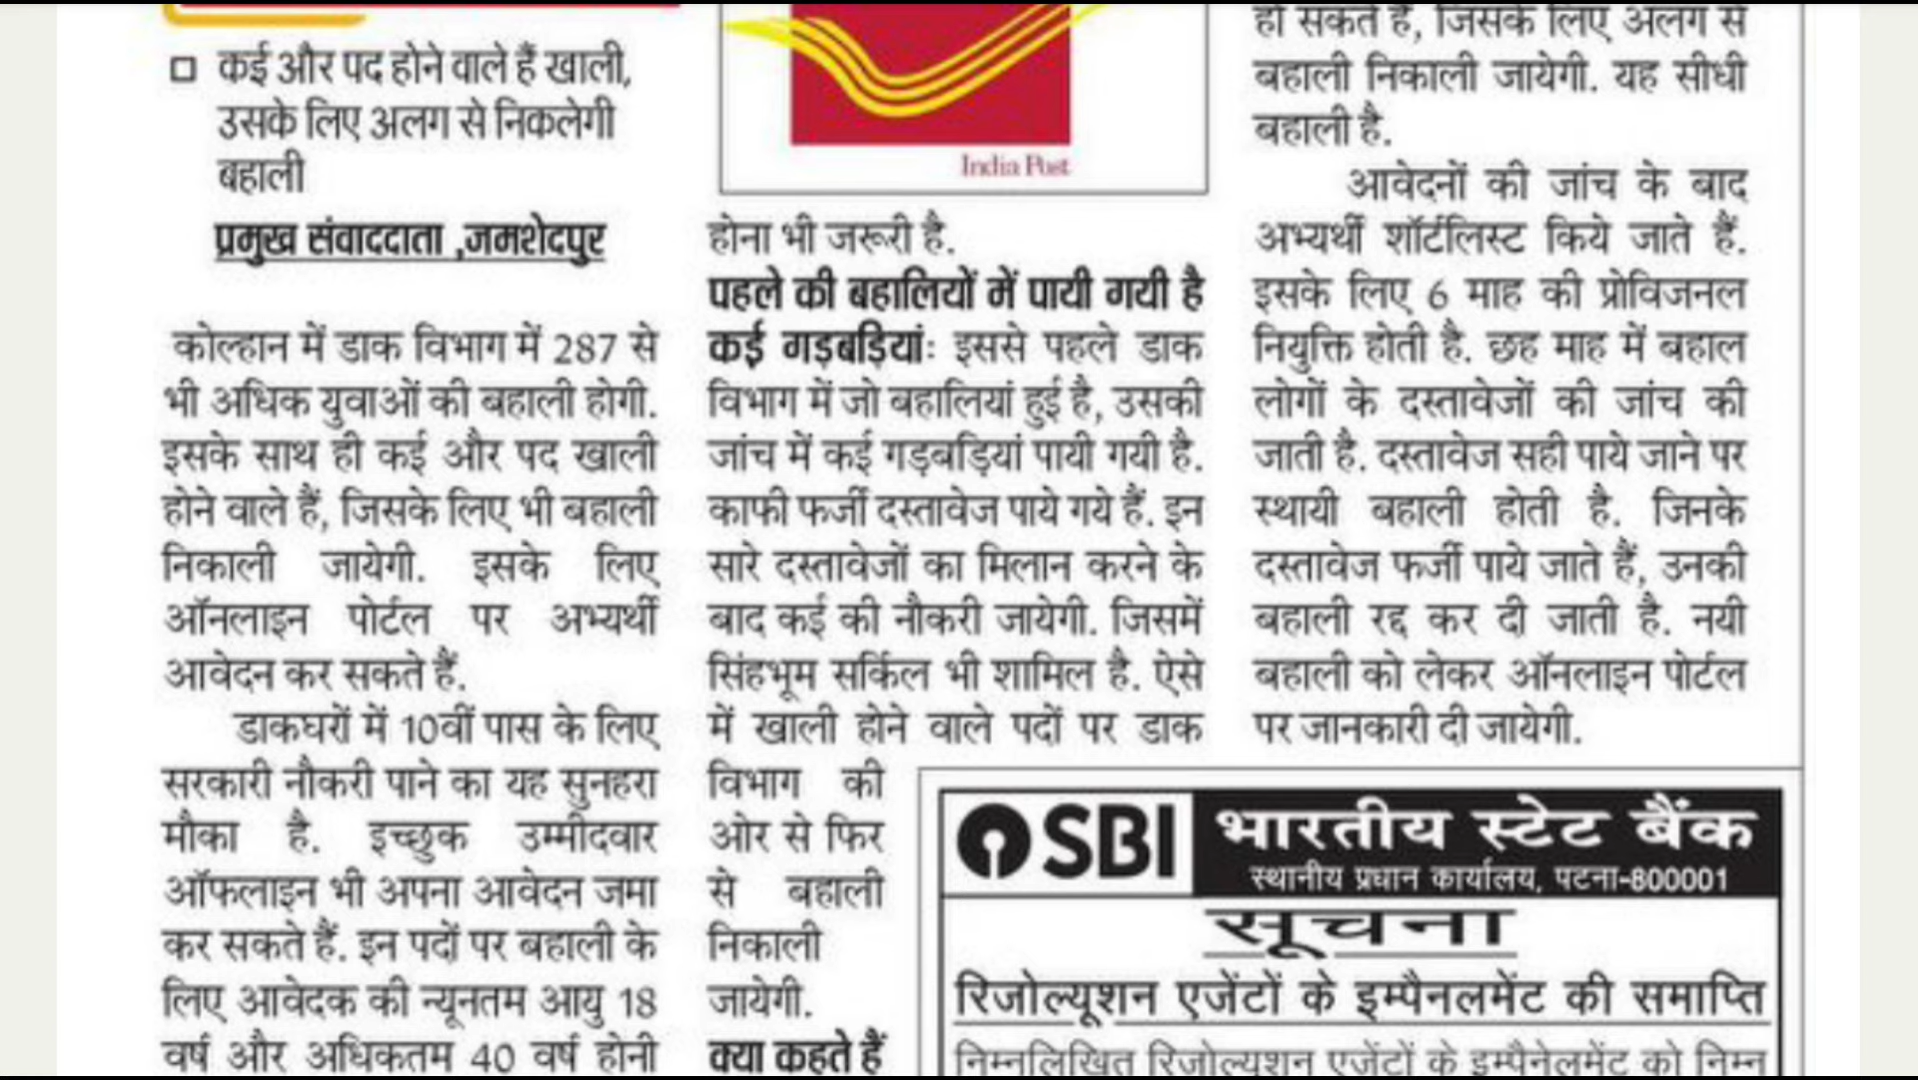 □ कई और पद होने वाले हैं खाली,
उसके लिए अलग से निकलेगी
बहाली
प्रमुख संवाददाता ,जमशेदपुर
कोल्हान में डाक विभाग में 287 से
भी अधिक युवाओं की बहाली होगी.
इसके साथ ही कई और पद खाली
होने वाले हैं, जिसके लिए भी बहाली
निकाली जायेगी. इसके लिए
ऑनलाइन पोर्टल पर अभ्यर्थी
आवेदन कर सकते हैं.
डाकघरों में 10वीं पास के लिए
सरकारी नौकरी पाने का यह सुनहरा
मौका है. इच्छुक उम्मीदवार
ऑफलाइन भी अपना आवेदन जमा
कर सकते हैं. इन पदों पर बहाली के
लिए आवेदक की न्यूनतम आयु 18
वर्ष और अधिकतम 40 वर्ष होनी
India Post
होना भी जरूरी है.
पहले की बहालियों में पायी गयी है
कई गड़बड़ियां: इससे पहले डाक
विभाग में जो बहालियां हुई है, उसकी
जांच में कई गड़बड़ियां पायी गयी है.
काफी फर्जी दस्तावेज पाये गये हैं. इन
सारे दस्तावेजों का मिलान करने के
बाद कई की नौकरी जायेगी. जिसमें
सिंहभूम सर्किल भी शामिल है. ऐसे
में खाली होने वाले पदों पर डाक
विभाग की
ओर से फिर
से बहाली
निकाली
जायेगी.
क्या कहते हैं
हो सकते हैं, जिसके लिए अलग से
बहाली निकाली जायेगी. यह सीधी
बहाली है.
आवेदनों की जांच के बाद
अभ्यर्थी शॉर्टलिस्ट किये जाते हैं.
इसके लिए 6 माह की प्रोविजनल
नियुक्ति होती है. छह माह में बहाल
लोगों के दस्तावेजों की जांच की
जाती है. दस्तावेज सही पाये जाने पर
स्थायी बहाली होती है. जिनके
दस्तावेज फर्जी पाये जाते हैं, उनकी
बहाली रद्द कर दी जाती है. नयी
बहाली को लेकर ऑनलाइन पोर्टल
पर जानकारी दी जायेगी.
SBI भारतीय स्टेट बैंक
स्थानीय प्रधान कार्यालय, पटना-800001
सूचना
रिजोल्यूशन एजेंटों के इम्पैनलमेंट की समाप्ति
निम्नलिखित रिजोल्यूशन एजेंटों के इम्पैनेलमेंट को निम्न